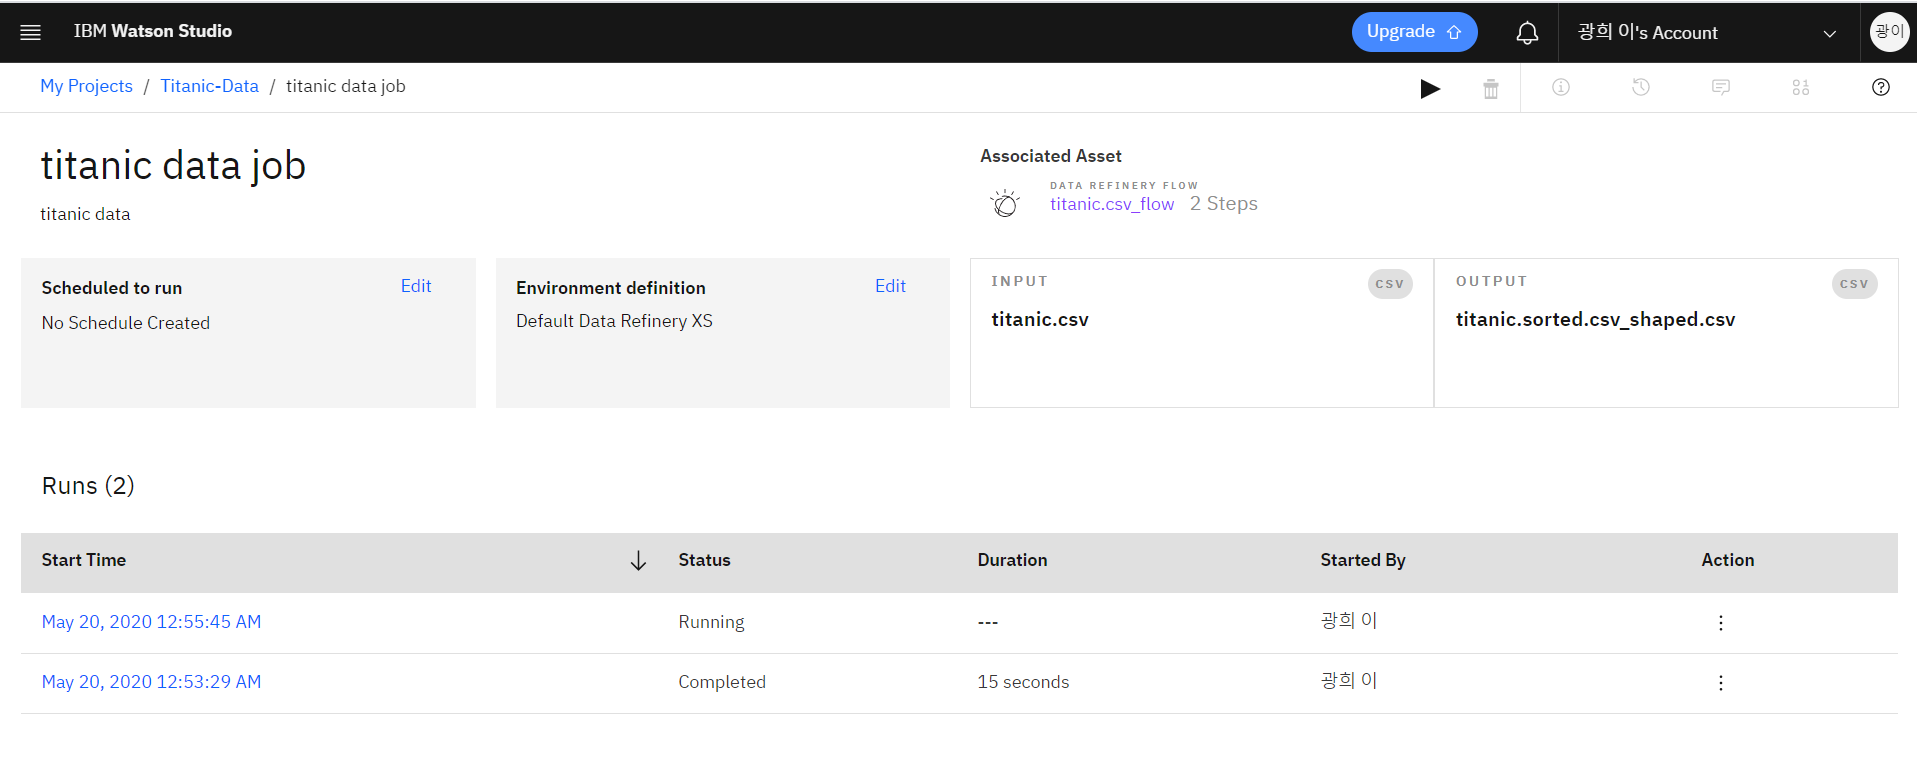 IBM Watson Studio
Upgrade
광희 이's Account
광이
My Projects / Titanic-Data / titanic data job
titanic data job
titanic data
Associated Asset
DATA REFINERY FLOW
titanic.csv_flow 2 Steps
Scheduled to run Edit
No Schedule Created
Environment definition Edit
Default Data Refinery XS
INPUT CSV
titanic.csv
OUTPUT CSV
titanic.sorted.csv_shaped.csv
Runs (2)
Start Time Status Duration Started By Action
May 20, 2020 12:55:45 AM Running --- 광희 이
May 20, 2020 12:53:29 AM Completed 15 seconds 광희 이